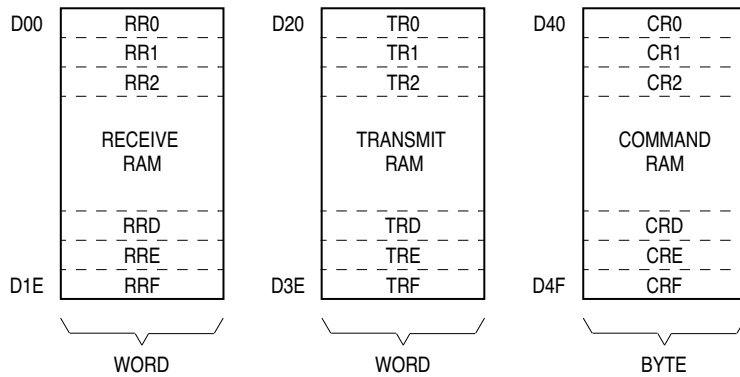 D00 RR0 D20 TR0 D40 CR0
RR1 TR1 CR1
RR2 TR2 CR2
RECEIVE RAM TRANSMIT RAM COMMAND RAM
RRD TRD CRD
RRE TRE CRE
D1E RRF D3E TRF D4F CRF
WORD WORD BYTE